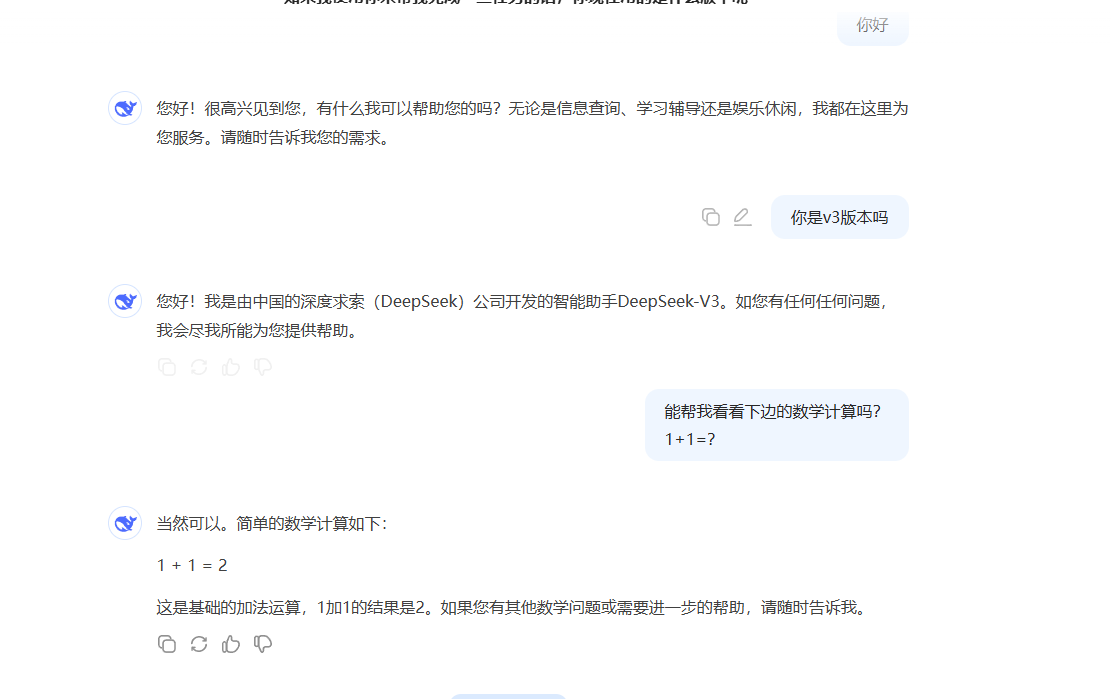 你好
您好！很高兴见到您，有什么我可以帮助您的吗？无论是信息查询、学习辅导还是娱乐休闲，我都在这里为
您服务。请随时告诉我您的需求。
你是v3版本吗
您好！我是由中国的深度求索（DeepSeek）公司开发的智能助手DeepSeek-V3。如您有任何任何问题，
我会尽我所能为您提供帮助。
能帮我看看下边的数学计算吗？
1+1=?
当然可以。简单的数学计算如下：
1 + 1 = 2
这是基础的加法运算，1加1的结果是2。如果您有其他数学问题或需要进一步的帮助，请随时告诉我。